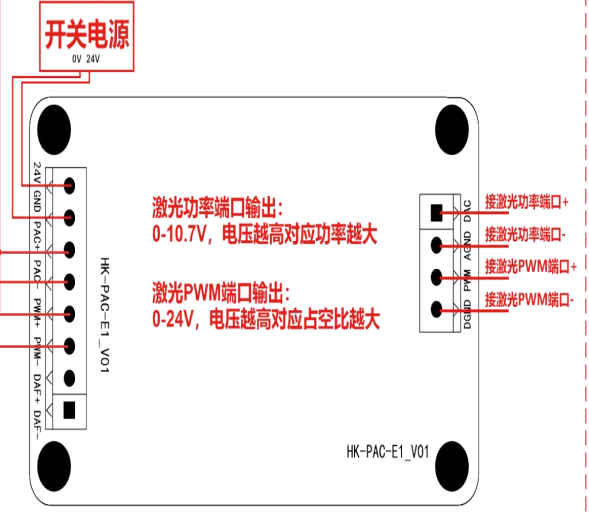 开关电源
0V 24V
24V GND PAC+ PAC- PWM+ PWM- DAF+ DAF-
HK-PAC-E1_V01
激光功率端口输出：
0-10.7V，电压越高对应功率越大
激光PWM端口输出：
0-24V，电压越高对应占空比越大
DAC
AGND
PWM
DGND
接激光功率端口+
接激光功率端口-
接激光PWM端口+
接激光PWM端口-
HK-PAC-E1_V01